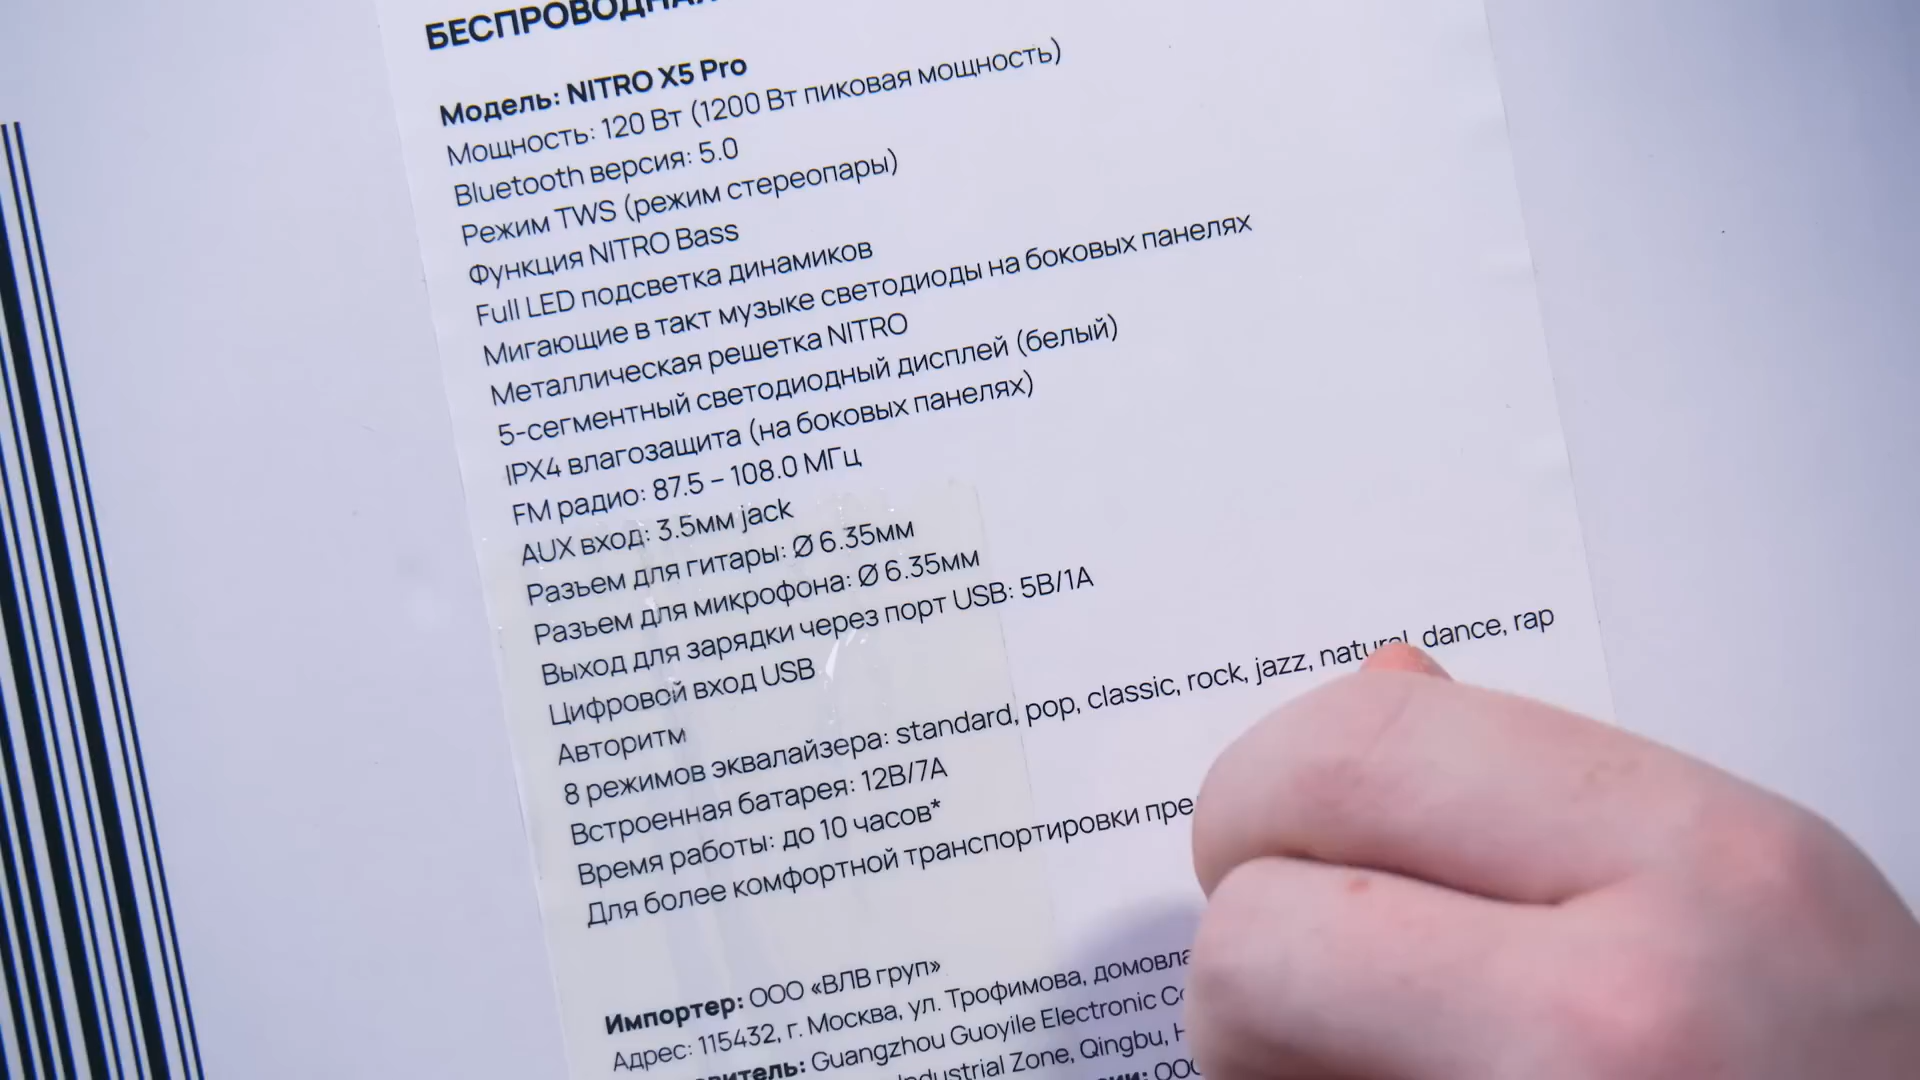 БЕСПРОВОДНАЯ
Модель: NITRO X5 Pro
Мощность: 120 Вт (1200 Вт пиковая мощность)
Bluetooth версия: 5.0
Режим TWS (режим стереопары)
Функция NITRO Bass
Full LED подсветка динамиков
Мигающие в такт музыке светодиоды на боковых панелях
Металлическая решетка NITRO
5-сегментный светодиодный дисплей (белый)
IPX4 влагозащита (на боковых панелях)
FM радио: 87.5 – 108.0 МГц
AUX вход: 3.5мм jack
Разьем для гитары: Ø 6.35мм
Разьем для микрофона: Ø 6.35мм
Выход для зарядки через порт USB: 5В/1А
Цифровой вход USB
Авторитм
8 режимов эквалайзера: standard, pop, classic, rock, jazz, natural, dance, rap
Встроенная батарея: 12В/7А
Время работы: до 10 часов*
Для более комфортной транспортировки
Импортер: ООО «ВЛВ груп»
Адрес: 115432, г. Москва, ул. Трофимова,
Guangzhou Guoyile Electronic
Zone, Qingbu,